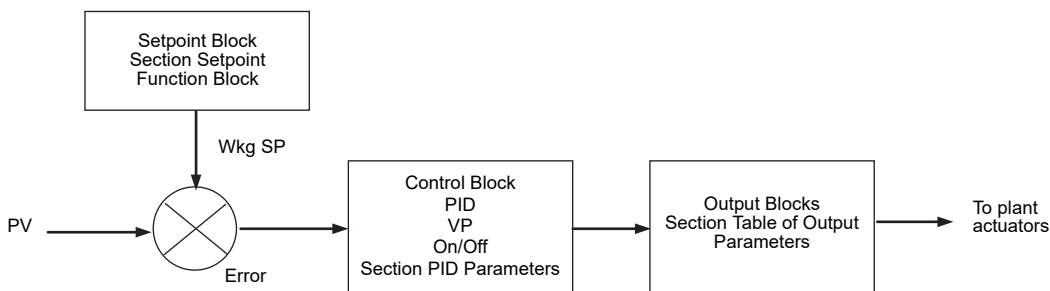 Setpoint Block
Section Setpoint
Function Block
Wkg SP
PV
Error
Control Block
PID
VP
On/Off
Section PID Parameters
Output Blocks
Section Table of Output
Parameters
To plant
actuators